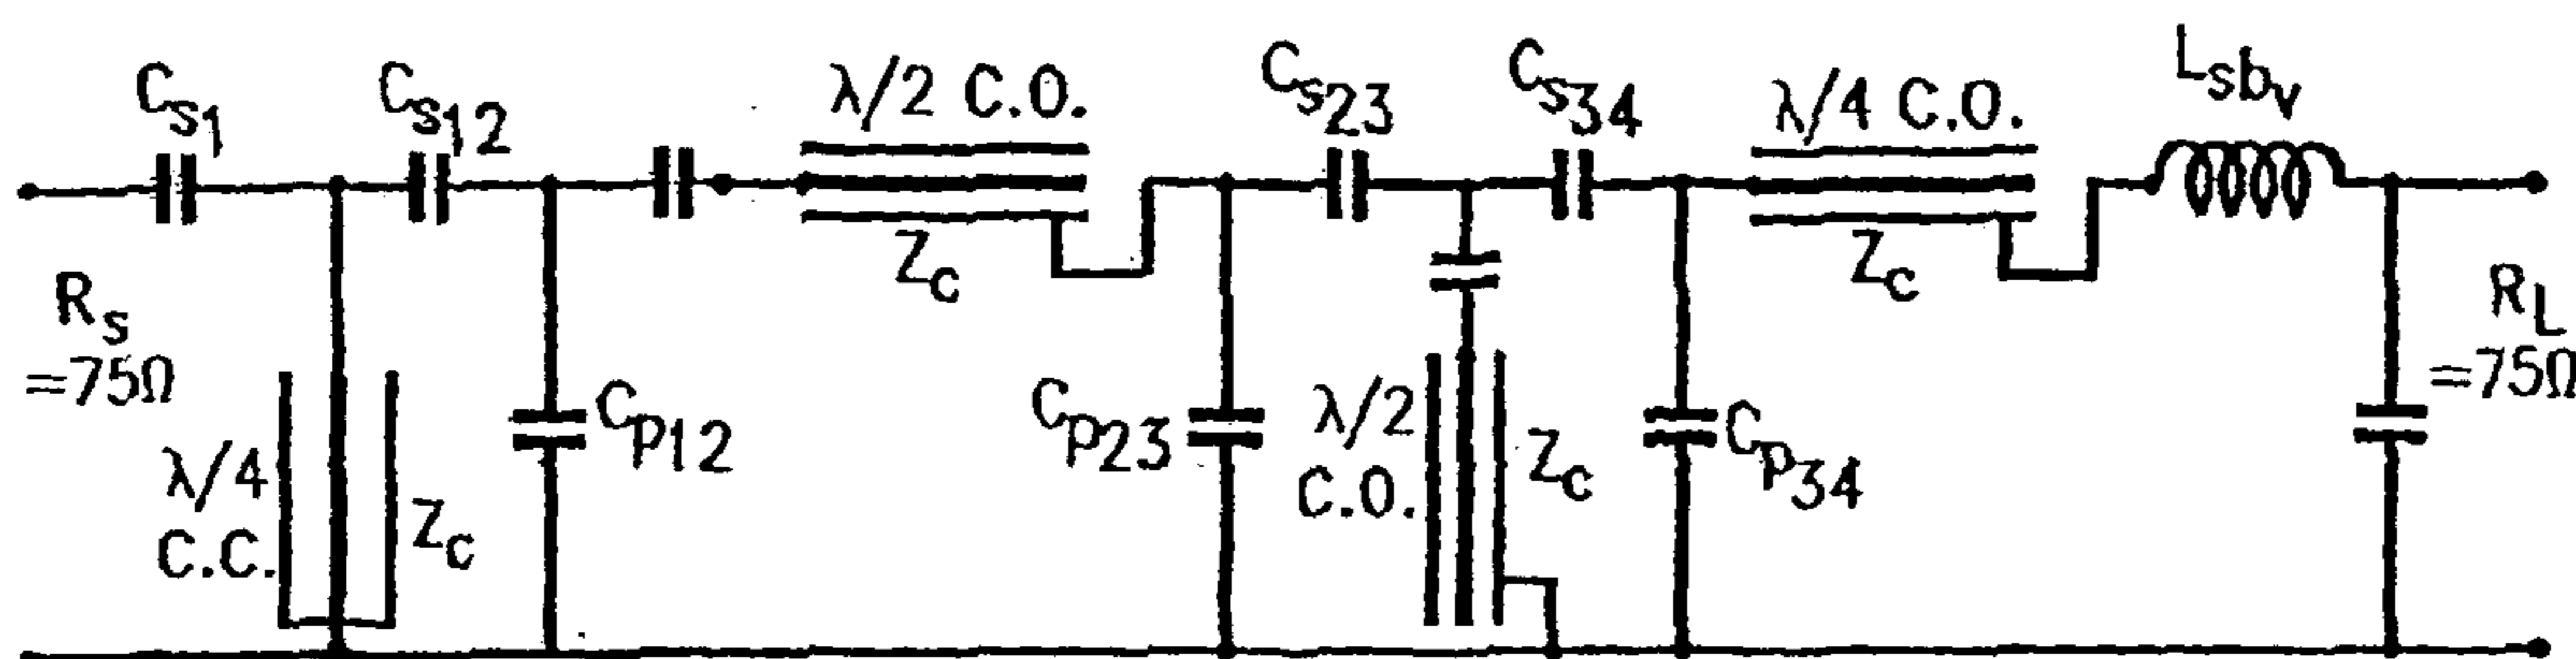 Cs1
Cs12
λ/2 C.O.
Cs23
Cs34
λ/4 C.O.
Lsbv
Zc
Zc
Rs
=75Ω
RL
=75Ω
Cp12
Cp23
λ/2
C.O.
Zc
Cp34
λ/4
C.C.
Zc